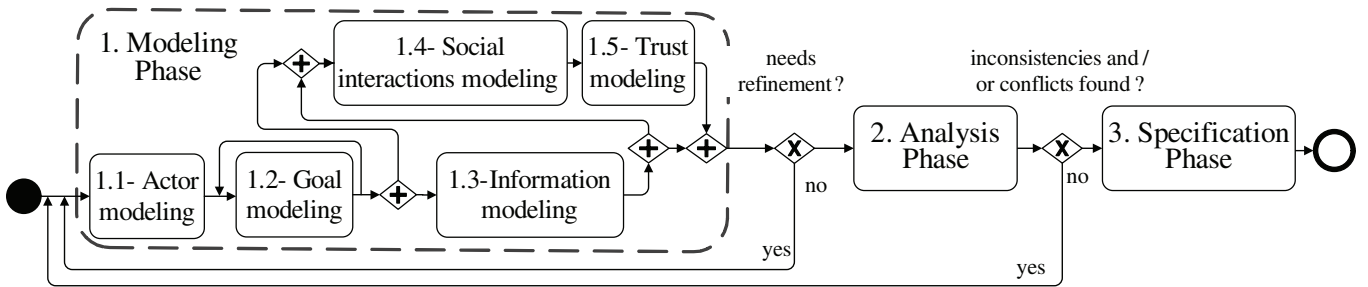 1. Modeling
Phase
1.4- Social
interactions modeling
1.5- Trust
modeling
needs
refinement ?
inconsistencies and /
or conflicts found ?
1.1- Actor
modeling
1.2- Goal
modeling
1.3-Information
modeling
2. Analysis
Phase
3. Specification
Phase
no
no
yes
yes